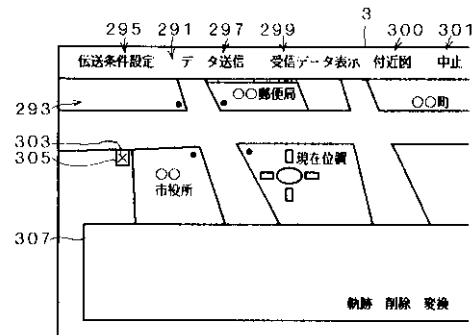 295 291 297 299 3 300 301
伝送条件設定 データ送信 受信データ表示 付近図 中止
○○郵便局
○○町
293
303
305
現在位置
○○
市役所
307
軌跡 削除 変換